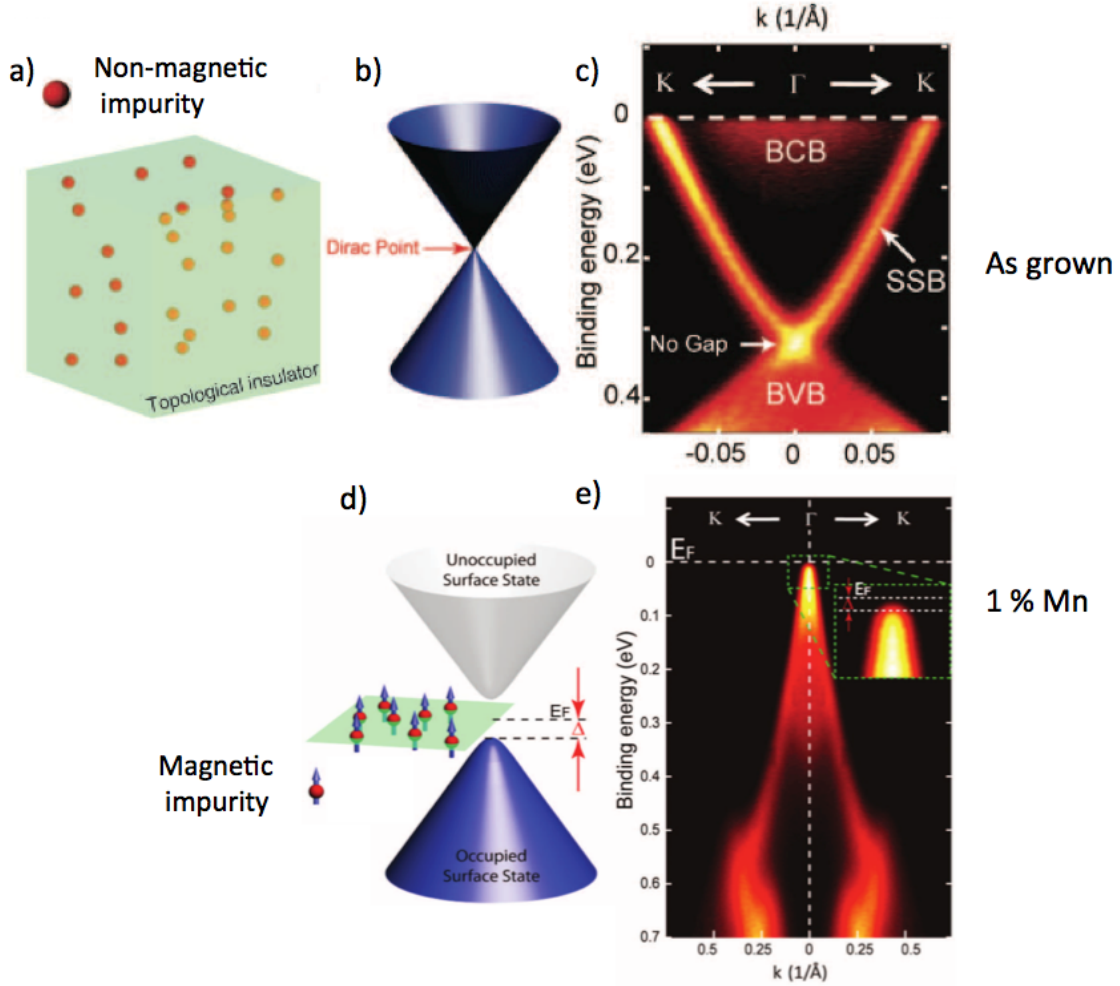 a)
Non-magnetic
impurity
Topological insulator
b)
Dirac Point
c)
k (1/Å)
K Γ K
0
0.2
0.4
Binding energy (eV)
BCB
SSB
No Gap
BVB
-0.05 0 0.05
As grown
d)
Unoccupied
Surface State
EF
Δ
Occupied
Surface State
Magnetic
impurity
e)
K Γ K
EF
0
0.1
0.2
0.3
0.4
0.5
0.6
0.7
Binding energy (eV)
EF
Δ
0.5 0.25 0 0.25 0.5
k (1/Å)
1 % Mn